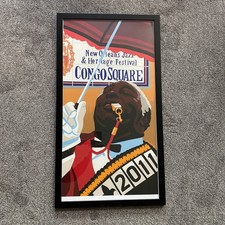 New Orleans Jazz
& Heritage Festival
CONGO SQUARE
2011